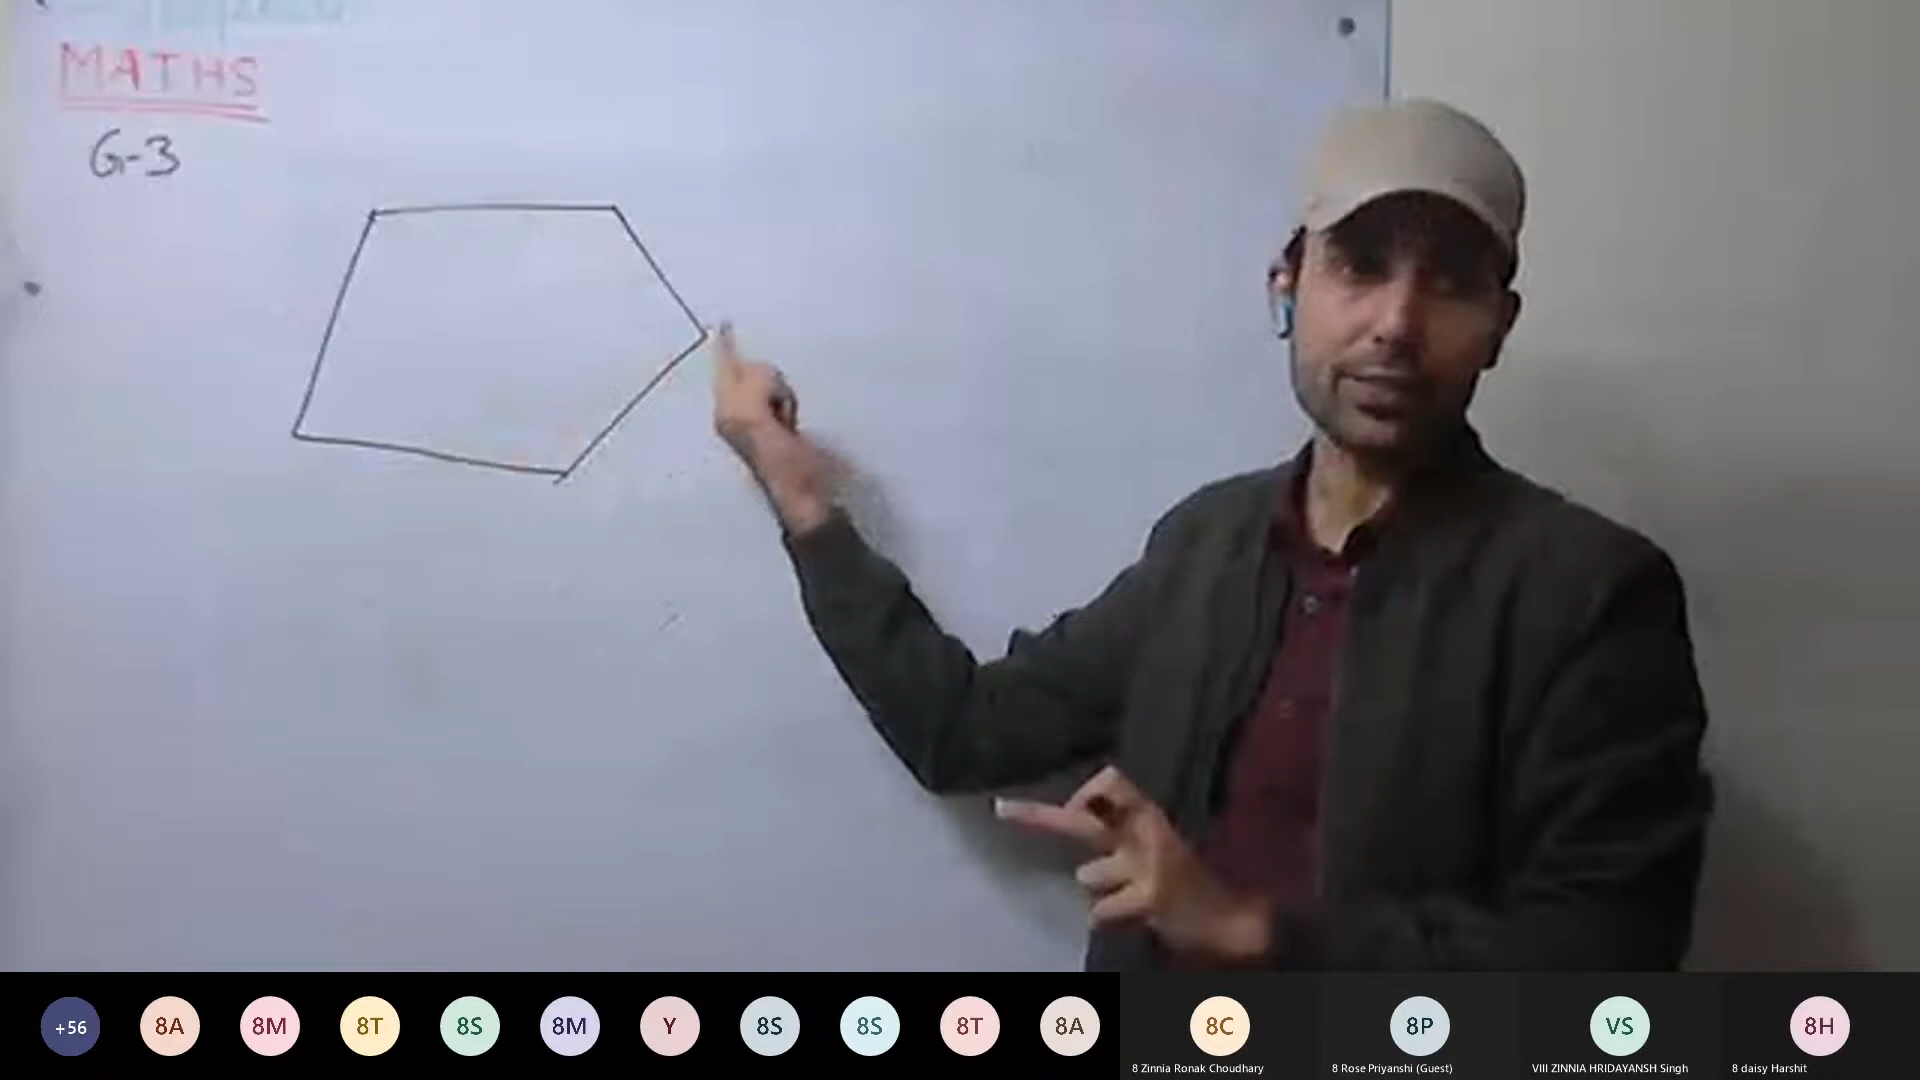 MATHS
G-3
+56 8A 8M 8T 8S 8M Y 8S 8S 8T 8A 8C 8P VS 8H
8 Zinnia Ronak Choudhary 8 Rose Priyanshi (Guest) VIII ZINNIA HRIDAYANSH Singh 8 daisy Harshit